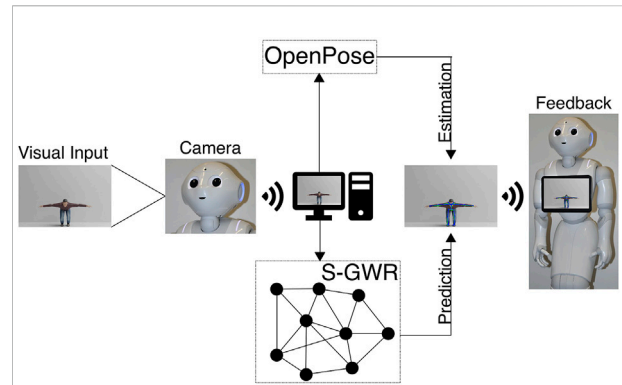 OpenPose
Estimation
Feedback
Visual Input
Camera
S-GWR
Prediction